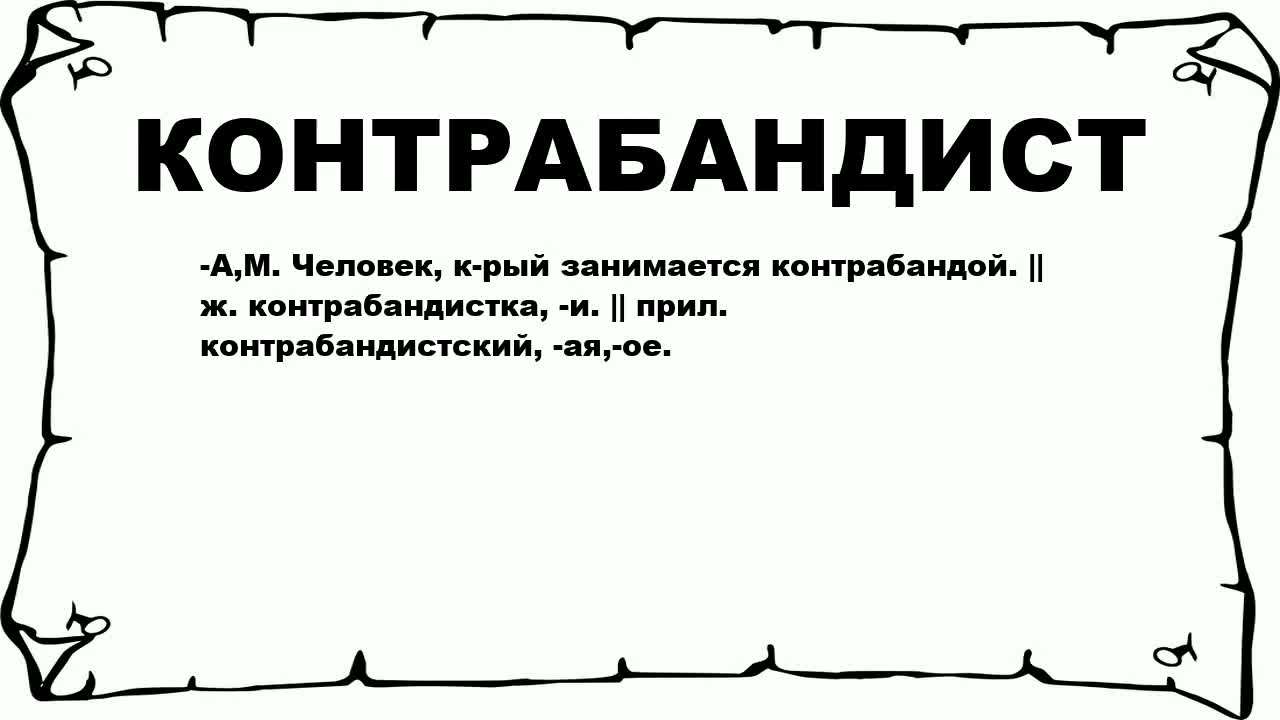 КОНТРАБАНДИСТ
-А,М. Человек, к-рый занимается контрабандой. ||
ж. контрабандистка, -и. || прил.
контрабандистский, -ая,-ое.